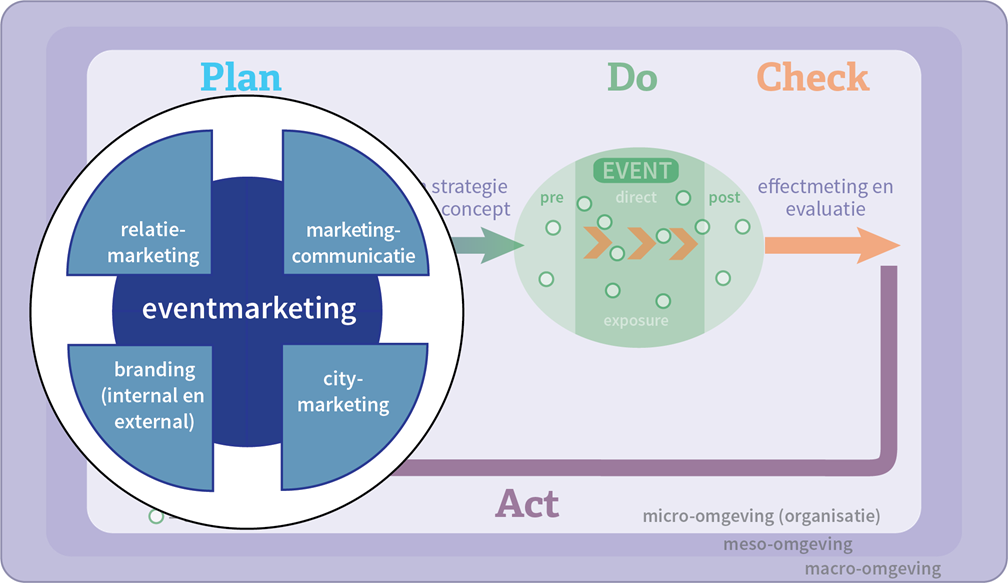 Plan
Do
Check
relatie-
marketing
marketing-
communicatie
eventmarketing
branding
(internal en
external)
city-
marketing
strategie
concept
EVENT
pre
direct
post
exposure
effectmeting en
evaluatie
Act
micro-omgeving (organisatie)
meso-omgeving
macro-omgeving